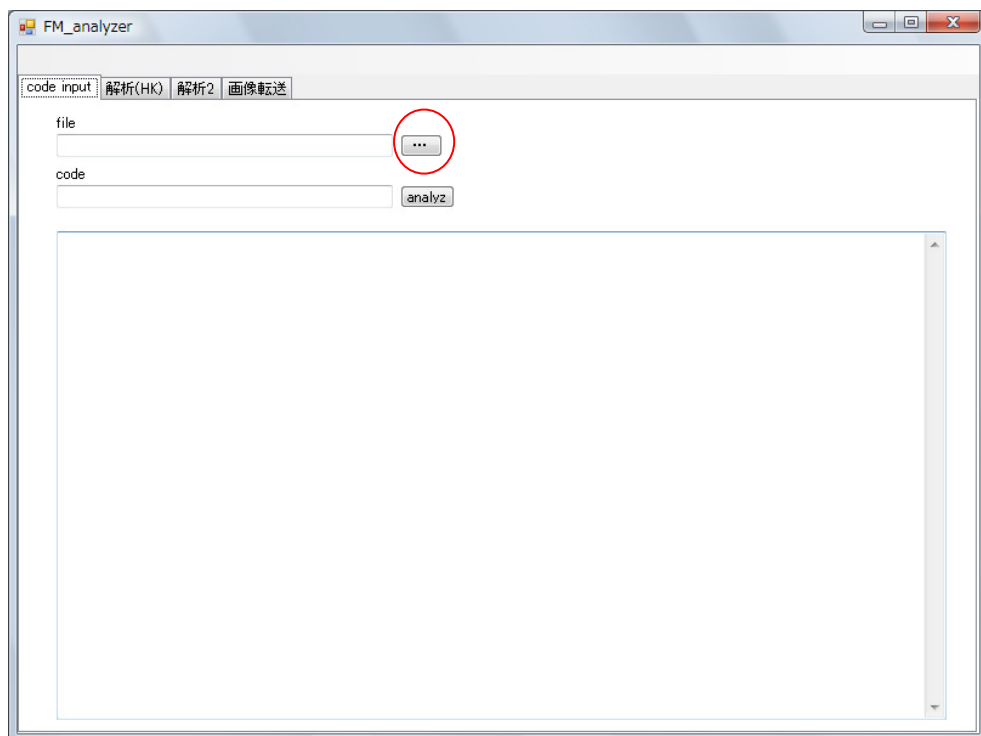 FM_analyzer
code input 解析(HK) 解析2 画像転送
file
...
code
analyz